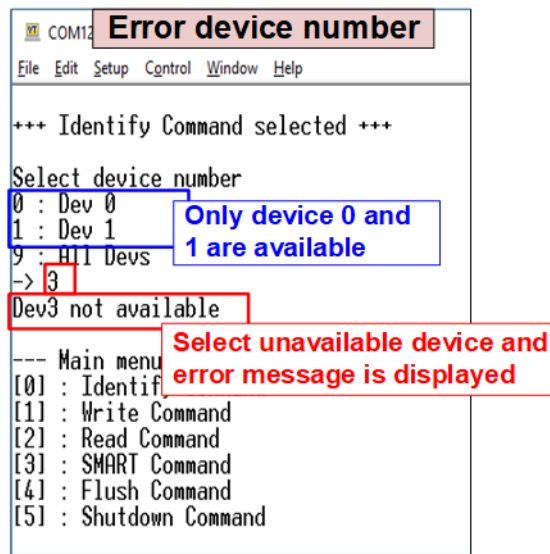 Error device number
COM12
File Edit Setup Control Window Help
+++ Identify Command selected +++
Select device number
0 : Dev 0
1 : Dev 1
9 : All Devs
-> 3
Dev3 not available
Only device 0 and
1 are available
Select unavailable device and
error message is displayed
--- Main menu
[0] : Identify
[1] : Write Command
[2] : Read Command
[3] : SMART Command
[4] : Flush Command
[5] : Shutdown Command